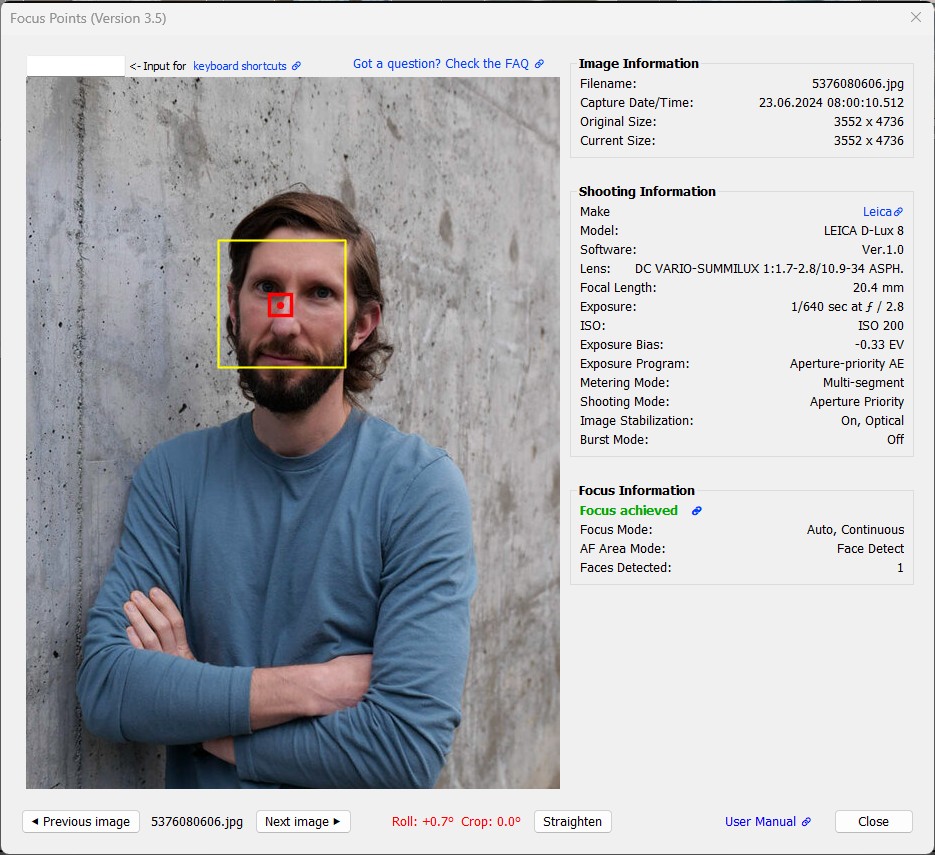 Focus Points (Version 3.5)
<- Input for keyboard shortcuts
Got a question? Check the FAQ
Image Information
Filename: 5376080606.jpg
Capture Date/Time: 23.06.2024 08:00:10.512
Original Size: 3552 x 4736
Current Size: 3552 x 4736
Shooting Information
Make Leica
Model: LEICA D-Lux 8
Software: Ver.1.0
Lens: DC VARIO-SUMMILUX 1:1.7-2.8/10.9-34 ASPH.
Focal Length: 20.4 mm
Exposure: 1/640 sec at ƒ / 2.8
ISO: ISO 200
Exposure Bias: -0.33 EV
Exposure Program: Aperture-priority AE
Metering Mode: Multi-segment
Shooting Mode: Aperture Priority
Image Stabilization: On, Optical
Burst Mode: Off
Focus Information
Focus achieved
Focus Mode: Auto, Continuous
AF Area Mode: Face Detect
Faces Detected: 1
◄ Previous image 5376080606.jpg Next image ► Roll: +0.7° Crop: 0.0° Straighten User Manual Close